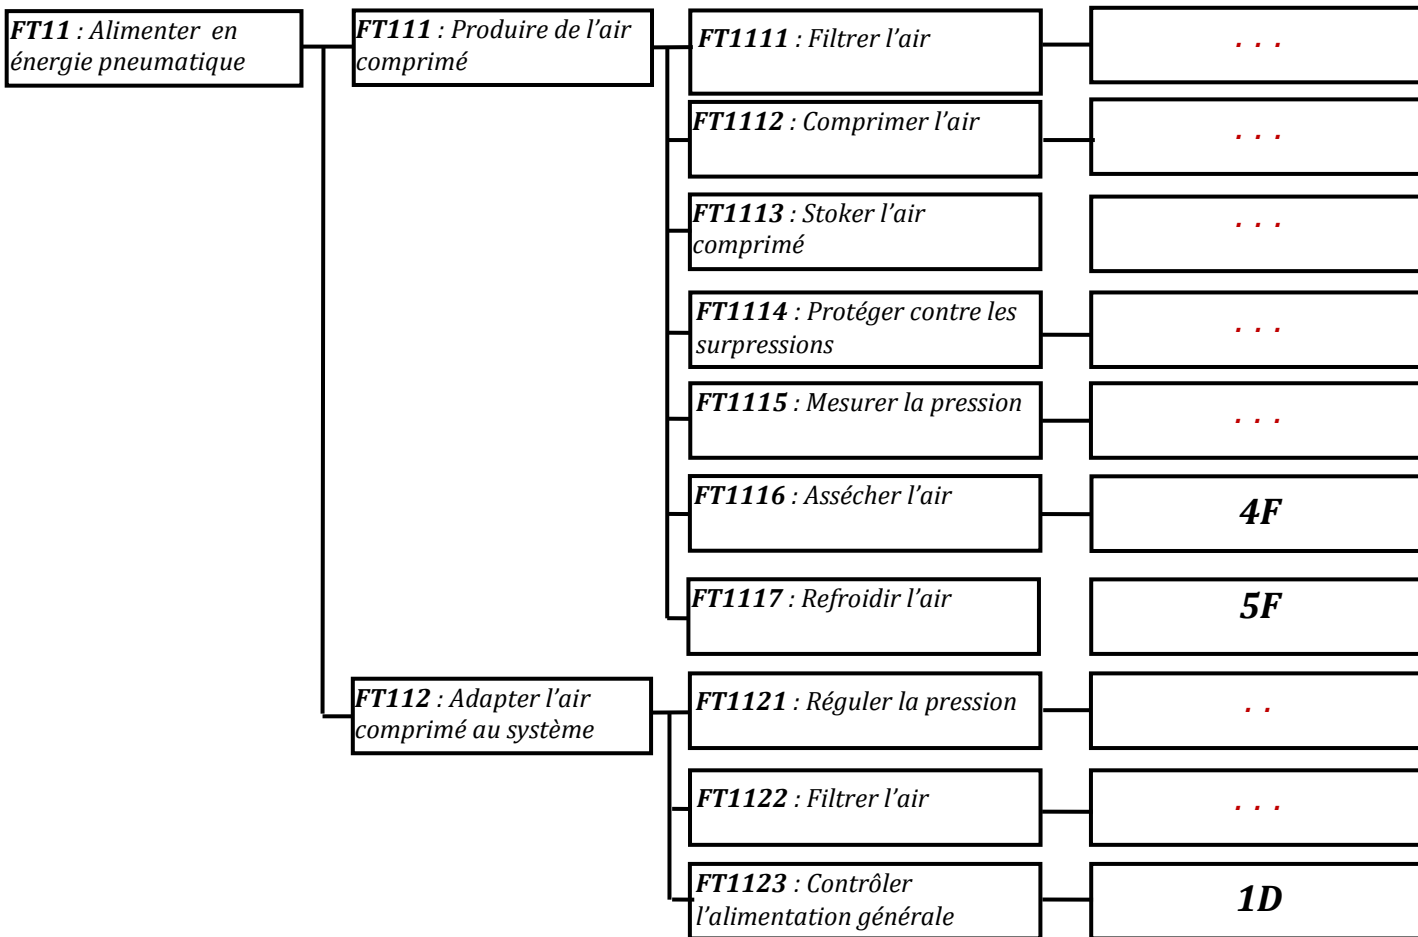 FT11 : Alimenter en
énergie pneumatique
FT111 : Produire de l’air
comprimé
FT1111 : Filtrer l’air
. . .
FT1112 : Comprimer l’air
. . .
FT1113 : Stoker l’air
comprimé
. . .
FT1114 : Protéger contre les
surpressions
. . .
FT1115 : Mesurer la pression
. . .
FT1116 : Assécher l’air
4F
FT1117 : Refroidir l’air
5F
FT112 : Adapter l’air
comprimé au système
FT1121 : Réguler la pression
. .
FT1122 : Filtrer l’air
. . .
FT1123 : Contrôler
l’alimentation générale
1D